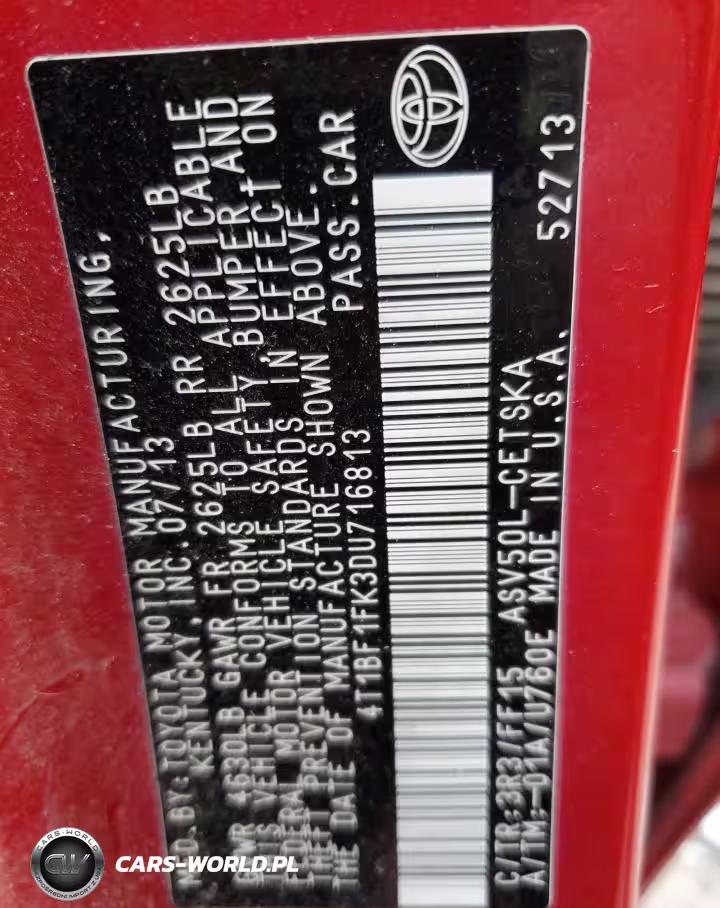 MFD.BY:TOYOTA MOTOR MANUFACTURING,
KENTUCKY,INC.07/13
GVWR 4630LB GAWR FR 2625LB RR 2625LB
THIS VEHICLE CONFORMS TO ALL APPLICABLE
FEDERAL MOTOR VEHICLE SAFETY,BUMPER,AND
THEFT PREVENTION STANDARDS IN EFFECT ON
THE DATE OF MANUFACTURE SHOWN ABOVE.
4T1BF1FK3DU716813 PASS.CAR
C/TR:3R3/FF15 ASV50L-CETSKA
A/TM:-01A/U760E MADE IN U.S.A. 52713
CARS-WORLD
CW
CARS-WORLD.PL